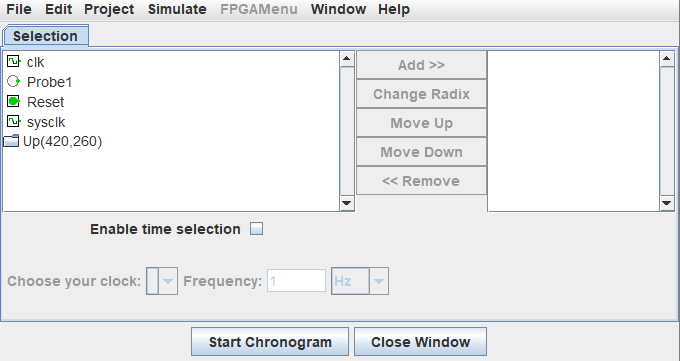 File Edit Project Simulate FPGAMenu Window Help
Selection
clk
Probe1
Reset
sysclk
Up(420,260)
Add >>
Change Radix
Move Up
Move Down
<< Remove
Enable time selection
Choose your clock: Frequency: 1 Hz
Start Chronogram Close Window